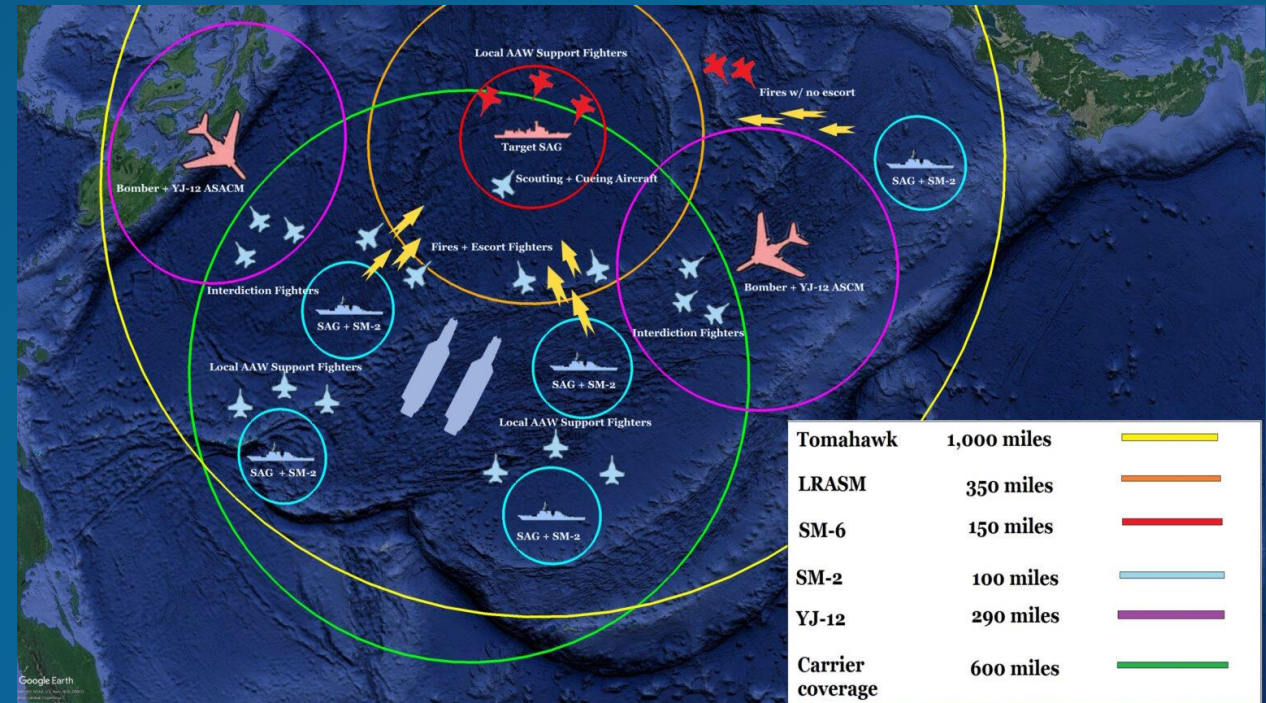 Local AAW Support Fighters
Fires w/ no escort
Target SAG
Bomber + YJ-12 ASACM
Scouting + Cueing Aircraft
SAG + SM-2
Fires + Escort Fighters
Interdiction Fighters
Bomber + YJ-12 ASCM
SAG + SM-2
Interdiction Fighters
Local AAW Support Fighters
SAG + SM-2
Local AAW Support Fighters
SAG + SM-2
SAG + SM-2
Tomahawk 1,000 miles
LRASM 350 miles
SM-6 150 miles
SM-2 100 miles
YJ-12 290 miles
Carrier
coverage 600 miles
Google Earth